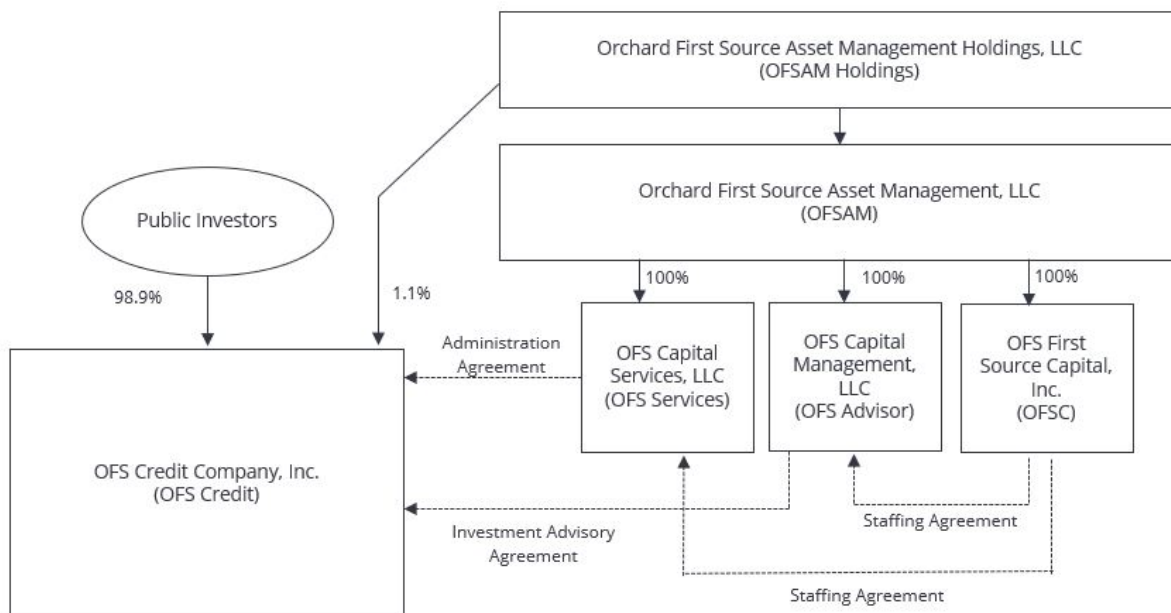 Orchard First Source Asset Management Holdings, LLC
(OFSAM Holdings)
Orchard First Source Asset Management, LLC
(OFSAM)
Public Investors
98.9%
1.1%
100%
100%
100%
Administration
Agreement
OFS Capital
Services, LLC
(OFS Services)
OFS Capital
Management,
LLC
(OFS Advisor)
OFS First
Source Capital,
Inc.
(OFSC)
OFS Credit Company, Inc.
(OFS Credit)
Investment Advisory
Agreement
Staffing Agreement
Staffing Agreement